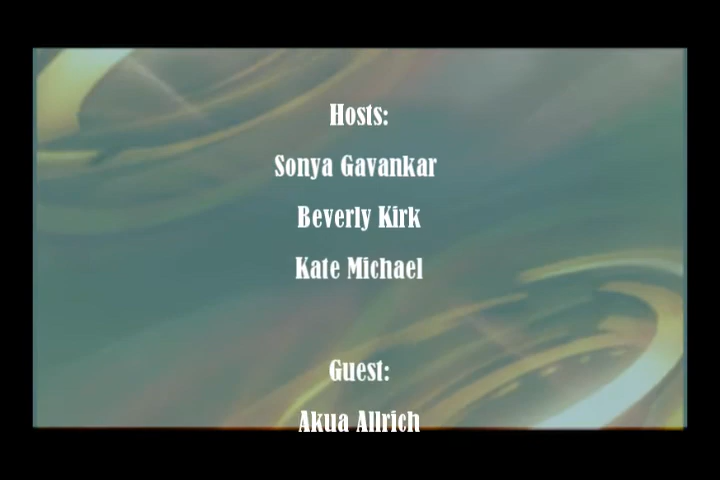 Hosts:
Sonya Gavankar
Beverly Kirk
Kate Michael
Guest:
Akua Allrich